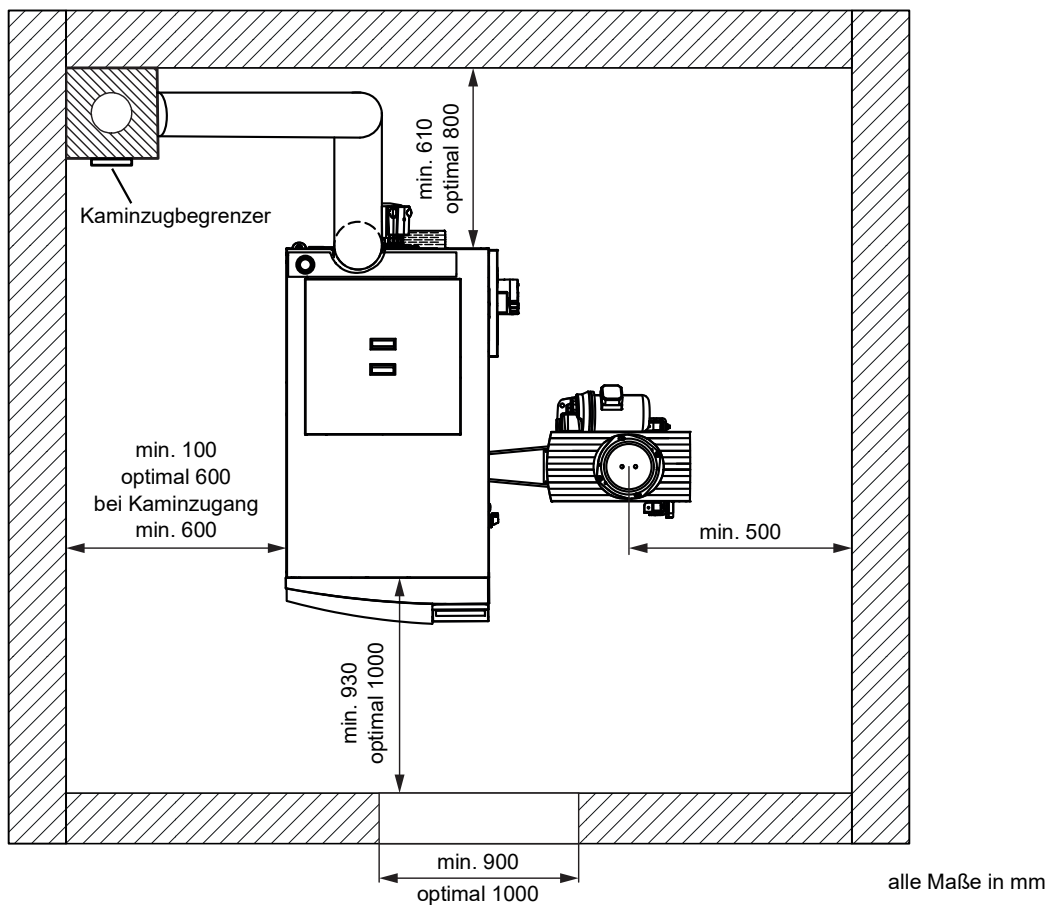 min. 610
optimal 800
Kaminzugbegrenzer
min. 100
optimal 600
bei Kaminzugang
min. 600
min. 500
min. 930
optimal 1000
min. 900
optimal 1000
alle Maße in mm